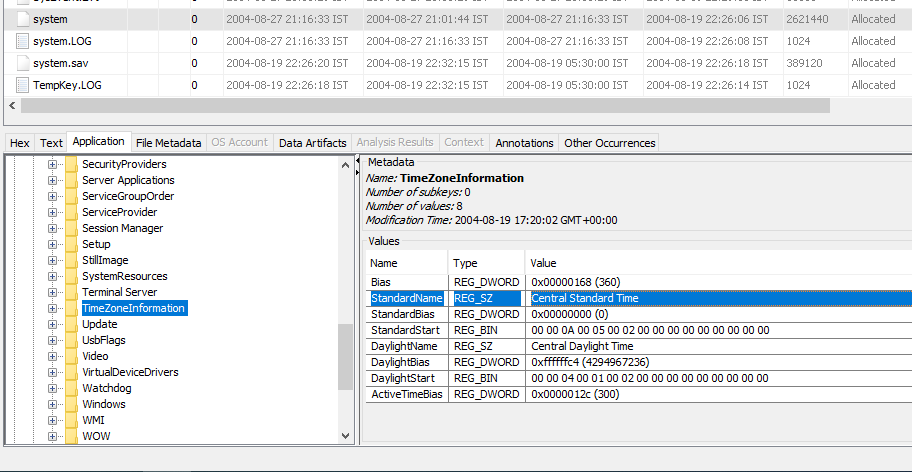 system 0 2004-08-27 21:16:33 IST 2004-08-27 21:01:44 IST 2004-08-27 21:16:33 IST 2004-08-19 22:26:06 IST 2621440 Allocated
system.LOG 0 2004-08-27 21:16:33 IST 2004-08-27 21:16:33 IST 2004-08-27 21:16:33 IST 2004-08-19 22:26:08 IST 1024 Allocated
system.sav 0 2004-08-19 22:26:20 IST 2004-08-19 22:32:15 IST 2004-08-19 05:30:00 IST 2004-08-19 22:26:18 IST 389120 Allocated
TempKey.LOG 0 2004-08-19 22:26:18 IST 2004-08-19 22:32:15 IST 2004-08-19 05:30:00 IST 2004-08-19 22:26:14 IST 1024 Allocated
Hex Text Application File Metadata OS Account Data Artifacts Analysis Results Context Annotations Other Occurrences
SecurityProviders
Server Applications
ServiceGroupOrder
ServiceProvider
Session Manager
Setup
StillImage
SystemResources
Terminal Server
TimeZoneInformation
Update
UsbFlags
Video
VirtualDeviceDrivers
Watchdog
Windows
WMI
WOW
Metadata
Name: TimeZoneInformation
Number of subkeys: 0
Number of values: 8
Modification Time: 2004-08-19 17:20:02 GMT+00:00
Values
Name Type Value
Bias REG_DWORD 0x00000168 (360)
StandardName REG_SZ Central Standard Time
StandardBias REG_DWORD 0x00000000 (0)
StandardStart REG_BIN 00 00 0A 00 05 00 02 00 00 00 00 00 00 00 00 00
DaylightName REG_SZ Central Daylight Time
DaylightBias REG_DWORD 0xffffffc4 (4294967236)
DaylightStart REG_BIN 00 00 04 00 01 00 02 00 00 00 00 00 00 00 00 00
ActiveTimeBias REG_DWORD 0x0000012c (300)